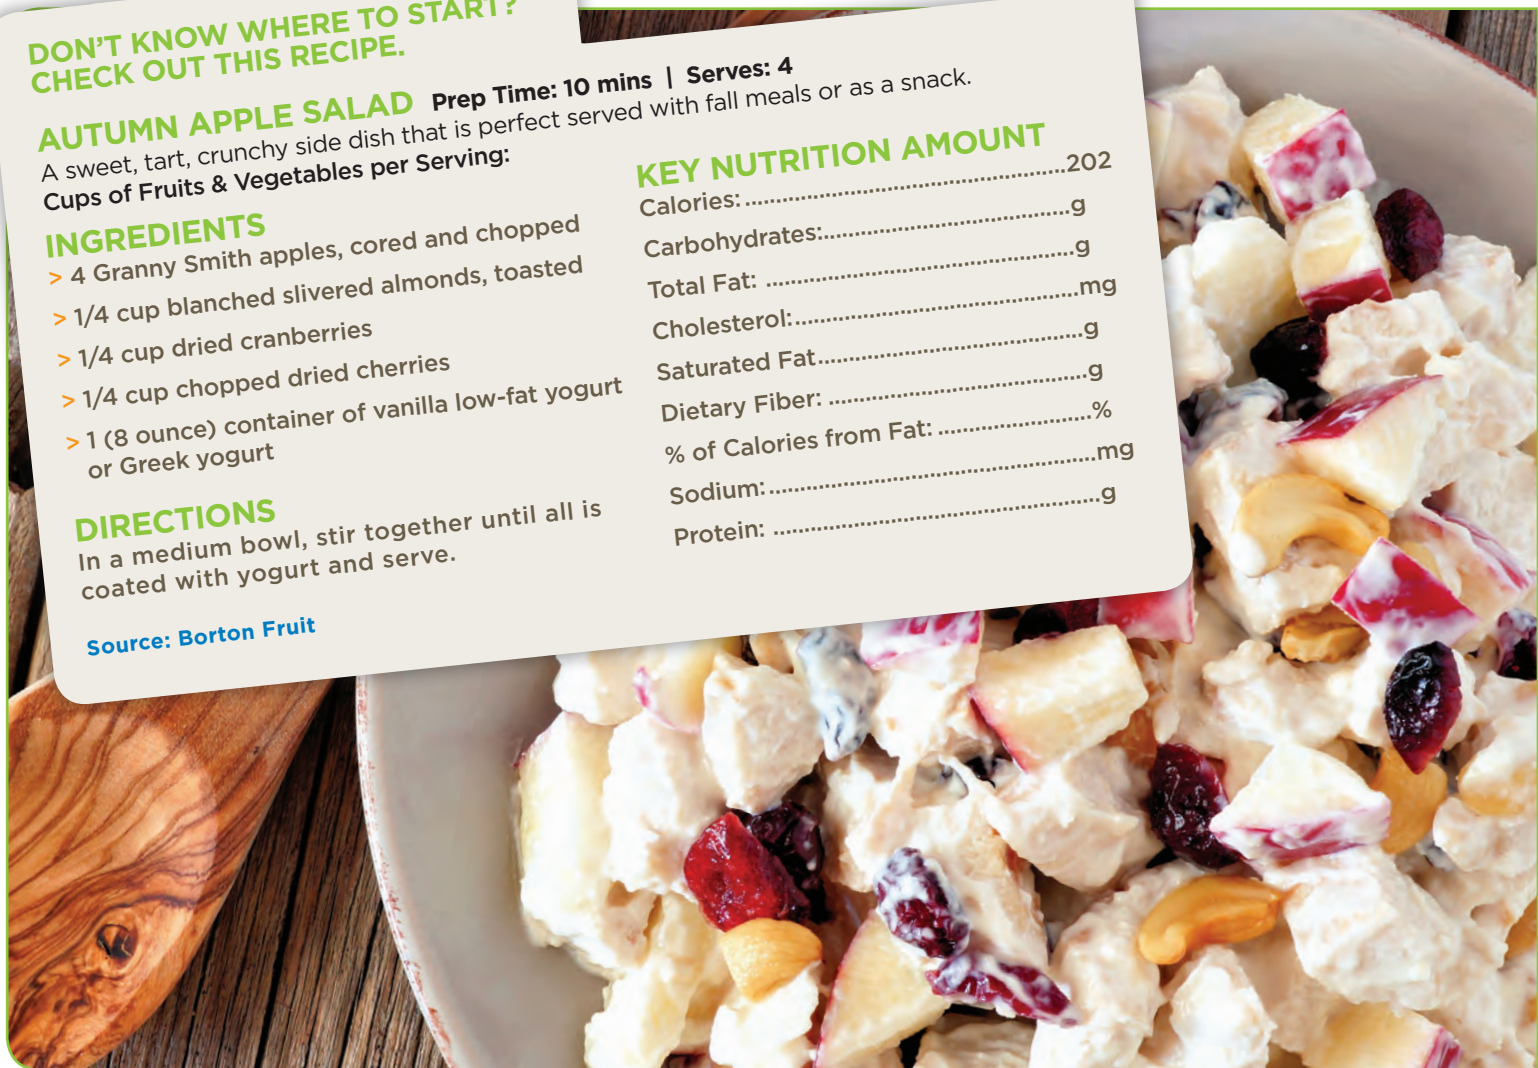 DON'T KNOW WHERE TO START?
CHECK OUT THIS RECIPE.
AUTUMN APPLE SALAD Prep Time: 10 mins | Serves: 4
A sweet, tart, crunchy side dish that is perfect served with fall meals or as a snack.
Cups of Fruits & Vegetables per Serving:
INGREDIENTS
> 4 Granny Smith apples, cored and chopped
> 1/4 cup blanched slivered almonds, toasted
> 1/4 cup dried cranberries
> 1/4 cup chopped dried cherries
> 1 (8 ounce) container of vanilla low-fat yogurt
or Greek yogurt
DIRECTIONS
In a medium bowl, stir together until all is
coated with yogurt and serve.
Source: Borton Fruit
KEY NUTRITION AMOUNT
Calories: ....................................................202
Carbohydrates:........................................g
Total Fat: ..................................................g
Cholesterol:..............................................mg
Saturated Fat...........................................g
Dietary Fiber: ..........................................g
% of Calories from Fat: .........................%
Sodium:.....................................................mg
Protein: .....................................................g